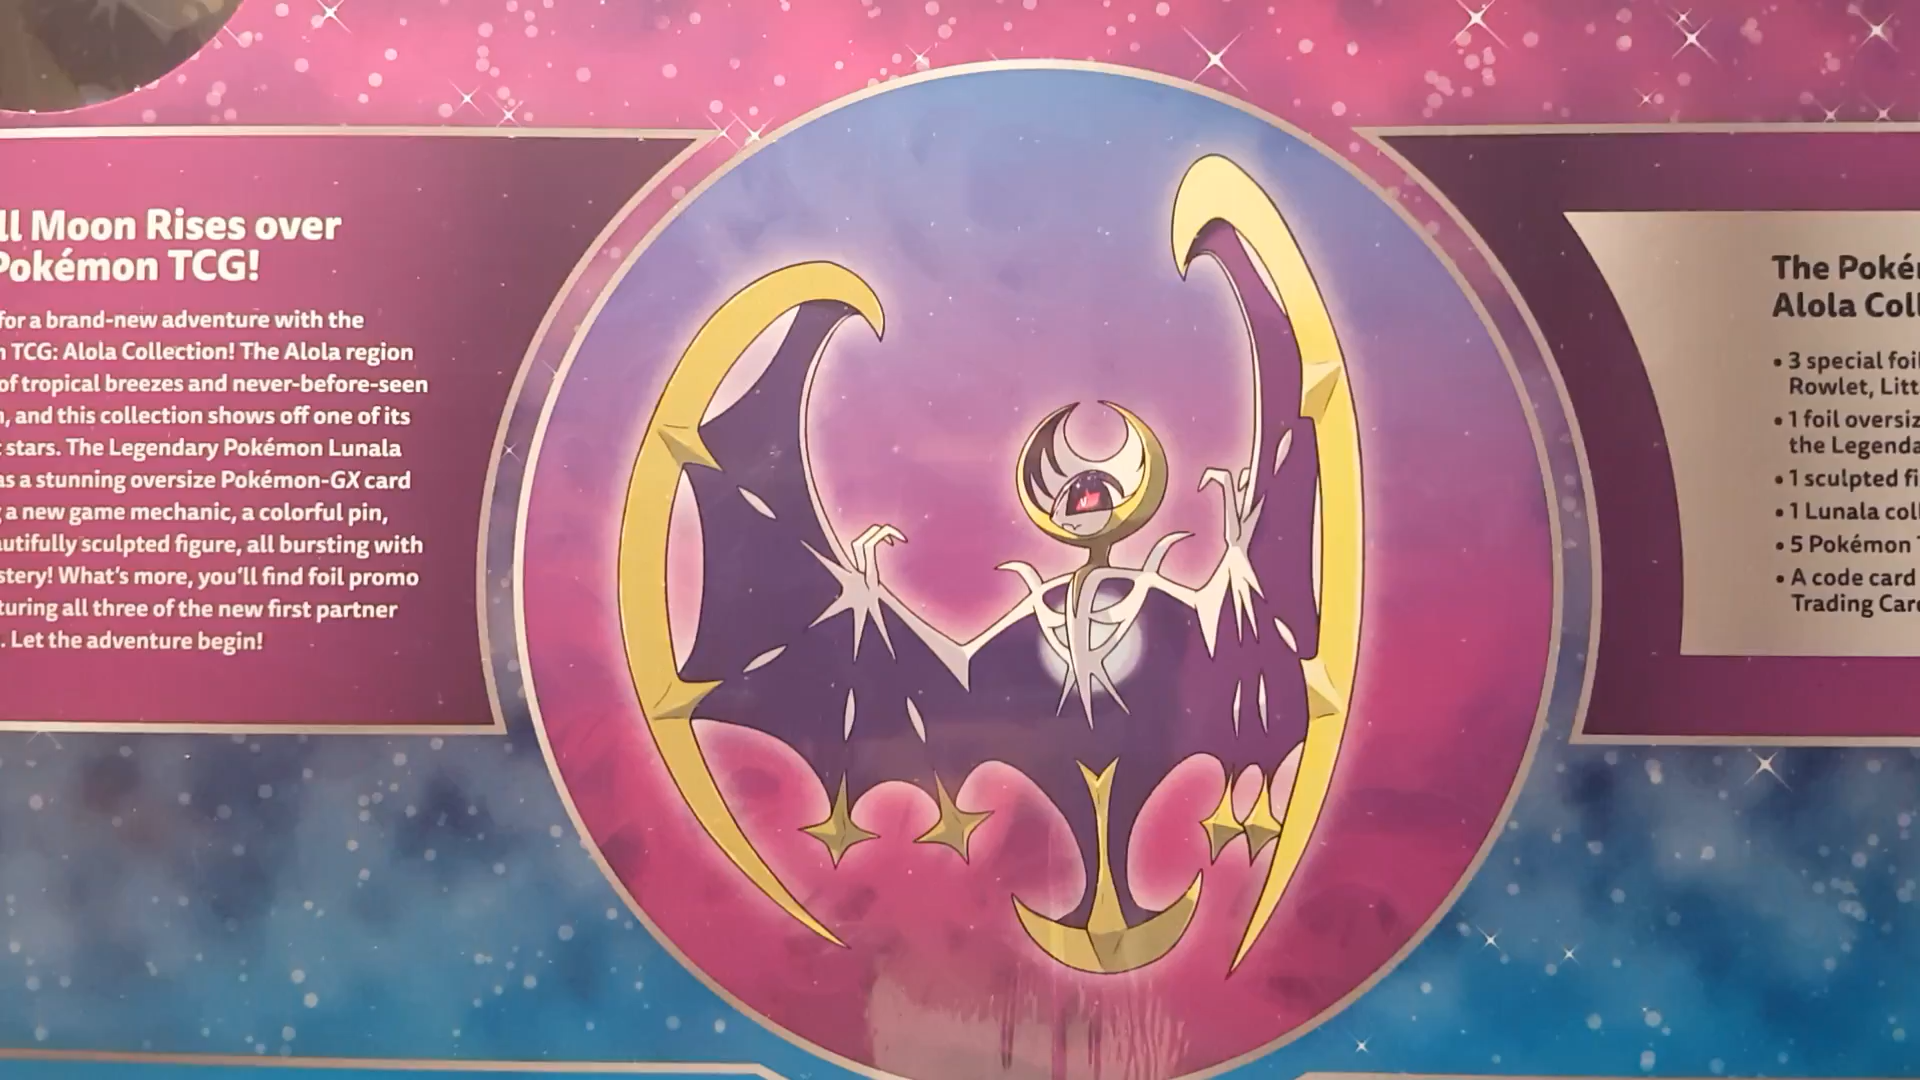 ll Moon Rises over
Pokémon TCG!
for a brand-new adventure with the
TCG: Alola Collection! The Alola region
of tropical breezes and never-before-seen
, and this collection shows off one of its
stars. The Legendary Pokémon Lunala
as a stunning oversize Pokémon-GX card
a new game mechanic, a colorful pin,
autifully sculpted figure, all bursting with
stery! What's more, you'll find foil promo
turing all three of the new first partner
. Let the adventure begin!
The Poké
Alola Coll
• 3 special foil
Rowlet, Litt
• 1 foil oversiz
the Legenda
• 1 sculpted fi
• 1 Lunala coll
• 5 Pokémon
• A code card
Trading Car